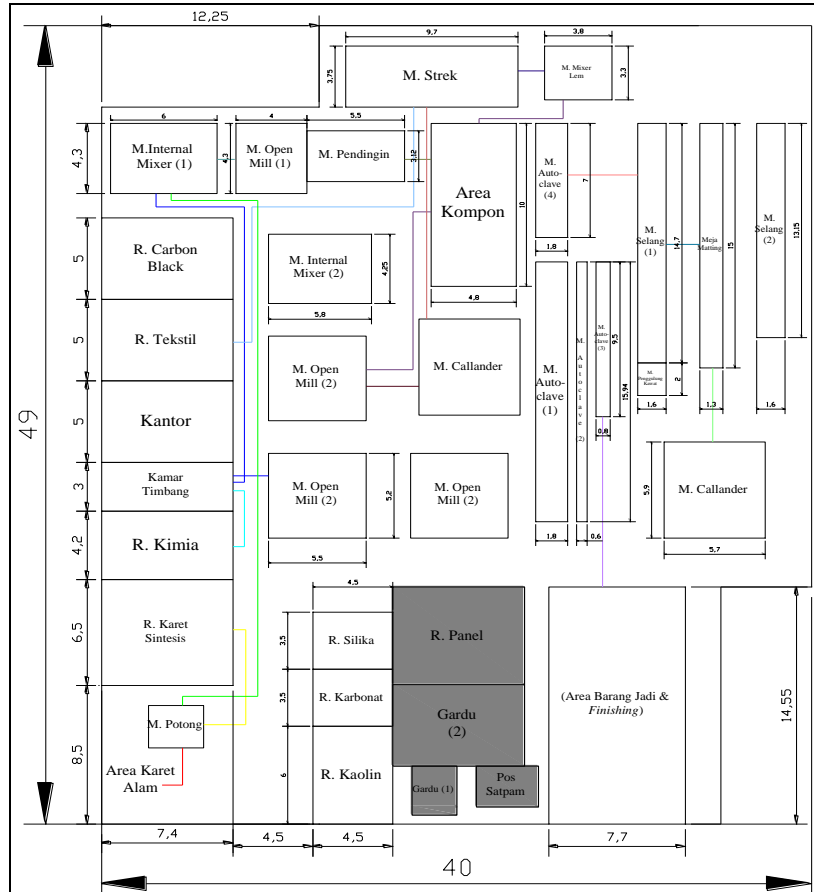 12,25
9,7
3,8
3,75
M. Strek
M. Mixer
Lem
3,3
6
4
5.5
4,3
M.Internal
Mixer (1)
4,3
M. Open
Mill (1)
M. Pendingin
3,12
Area
Kompon
10
4,8
M.
Auto-
clave
(4)
7
1,8
M.
Selang
(1)
14,7
Meja
Matting
15
M.
Selang
(2)
13,15
5
R. Carbon
Black
M. Internal
Mixer (2)
4,25
5,8
5
R. Tekstil
M. Open
Mill (2)
M. Callander
M.
Auto-
clave
(1)
M. Autoclave (2)
M. Auto-
clave
(3)
9,5
15,94
0,8
M.
Penggulung
Kawat
2
1,6
1,3
1,6
49
5
Kantor
3
Kamar
Timbang
M. Open
Mill (2)
5,2
5,5
M. Open
Mill (2)
1,8
0,6
5,9
M. Callander
5,7
4,2
R. Kimia
6,5
R. Karet
Sintesis
4,5
3,5
R. Silika
R. Panel
3,5
R. Karbonat
Gardu
(2)
(Area Barang Jadi &
Finishing)
14,55
8,5
M. Potong
Area Karet
Alam
6
R. Kaolin
Gardu (1)
Pos
Satpam
7,4
4,5
4,5
7,7
40